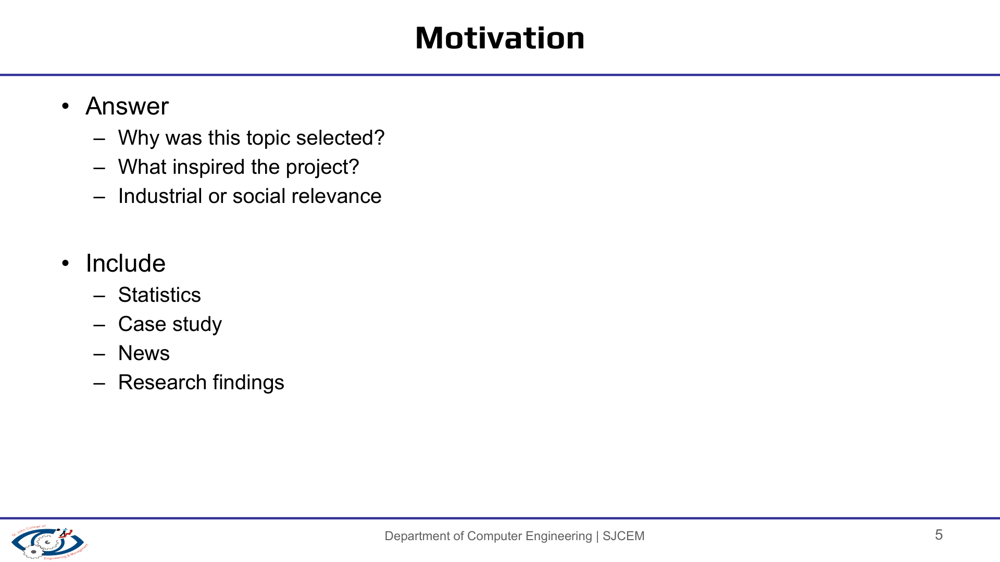 Motivation
• Answer
– Why was this topic selected?
– What inspired the project?
– Industrial or social relevance
• Include
– Statistics
– Case study
– News
– Research findings
St. John College of
Engineering & Management
Department of Computer Engineering | SJCEM
5